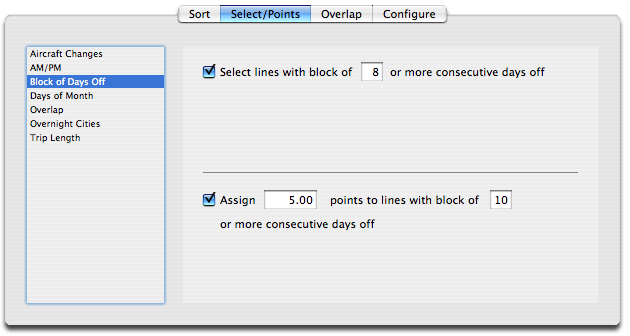 Sort Select/Points Overlap Configure
Aircraft Changes
AM/PM
Block of Days Off
Days of Month
Overlap
Overnight Cities
Trip Length
Select lines with block of 8 or more consecutive days off
Assign 5.00 points to lines with block of 10
or more consecutive days off